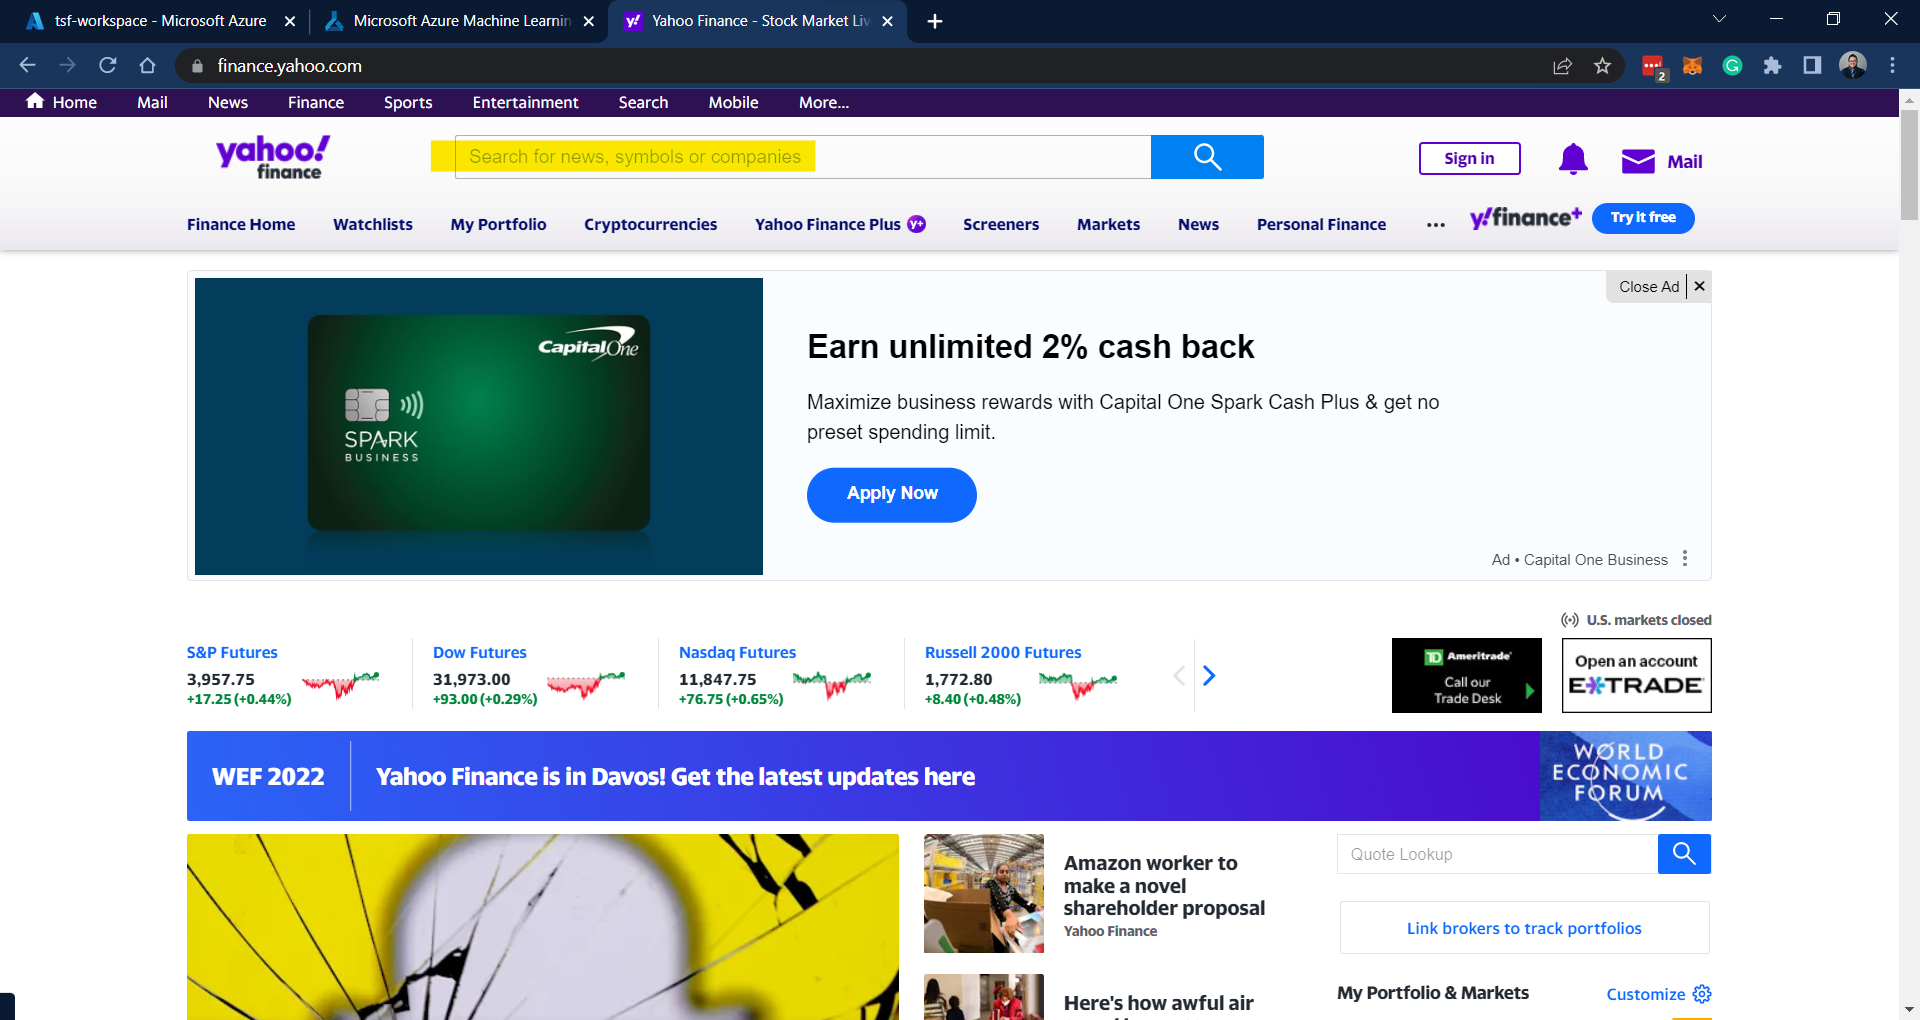 tsf-workspace - Microsoft Azure
Microsoft Azure Machine Learnin
Yahoo Finance - Stock Market Liv
finance.yahoo.com
2
Home Mail News Finance Sports Entertainment Search Mobile More...
yahoo!
finance
Search for news, symbols or companies
Sign in
Mail
Finance Home Watchlists My Portfolio Cryptocurrencies Yahoo Finance Plus y+ Screeners Markets News Personal Finance ...
y!finance+
Try it free
Close Ad
CapitalOne
SPARK
BUSINESS
Earn unlimited 2% cash back
Maximize business rewards with Capital One Spark Cash Plus & get no
preset spending limit.
Apply Now
Ad • Capital One Business
U.S. markets closed
S&P Futures
3,957.75
+17.25 (+0.44%)
Dow Futures
31,973.00
+93.00 (+0.29%)
Nasdaq Futures
11,847.75
+76.75 (+0.65%)
Russell 2000 Futures
1,772.80
+8.40 (+0.48%)
TD Ameritrade
Call our
Trade Desk
Open an account
E*TRADE
WEF 2022
Yahoo Finance is in Davos! Get the latest updates here
WORLD
ECONOMIC
FORUM
Amazon worker to
make a novel
shareholder proposal
Yahoo Finance
Here's how awful air
Quote Lookup
Link brokers to track portfolios
My Portfolio & Markets
Customize